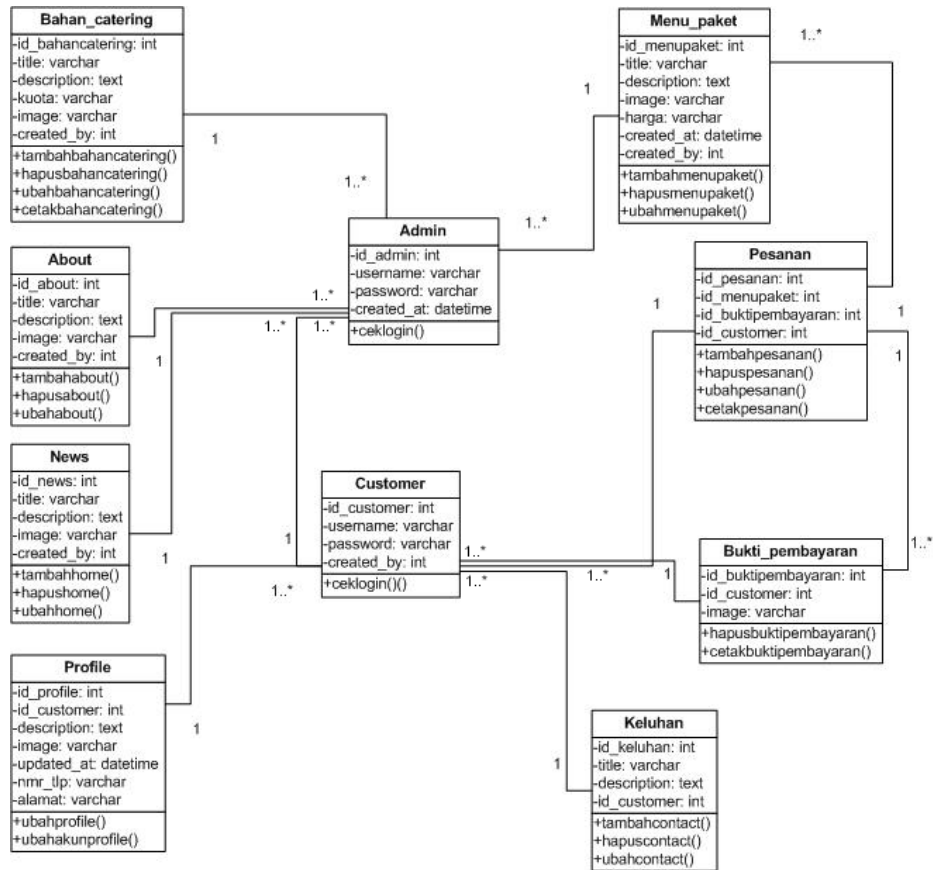 Bahan_catering
-id_bahancatering: int
-title: varchar
-description: text
-kuota: varchar
-image: varchar
-created_by: int
+tambahbahancatering()
+hapusbahancatering()
+ubahbahancatering()
+cetakbahancatering()
1
1..*
Menu_paket
-id_menupaket: int
-title: varchar
-description: text
-image: varchar
-harga: varchar
-created_at: datetime
-created_by: int
+tambahmenupaket()
+hapusmenupaket()
+ubahmenupaket()
1..*
1
1..*
Admin
-id_admin: int
-username: varchar
-password: varchar
-created_at: datetime
+ceklogin()
About
-id_about: int
-title: varchar
-description: text
-image: varchar
-created_by: int
+tambahabout()
+hapusabout()
+ubahabout()
1..*
1..*
1..*
1
Pesanan
-id_pesanan: int
-id_menupaket: int
-id_buktipembayaran: int
-id_customer: int
+tambahpesanan()
+hapuspesanan()
+ubahpesanan()
+cetakpesanan()
1
1
1
News
-id_news: int
-title: varchar
-description: text
-image: varchar
-created_by: int
+tambahhome()
+hapushome()
+ubahhome()
1
Customer
-id_customer: int
-username: varchar
-password: varchar
-created_by: int
+ceklogin()()
1
1..*
1..*
1..*
1..*
1
1..*
Bukti_pembayaran
-id_buktipembayaran: int
-id_customer: int
-image: varchar
+hapusbuktipembayaran()
+cetakbuktipembayaran()
Profile
-id_profile: int
-id_customer: int
-description: text
-image: varchar
-updated_at: datetime
-nmr_tlp: varchar
-alamat: varchar
+ubahprofile()
+ubahakunprofile()
1
Keluhan
-id_keluhan: int
-title: varchar
-description: text
-id_customer: int
+tambahcontact()
+hapuscontact()
+ubahcontact()
1